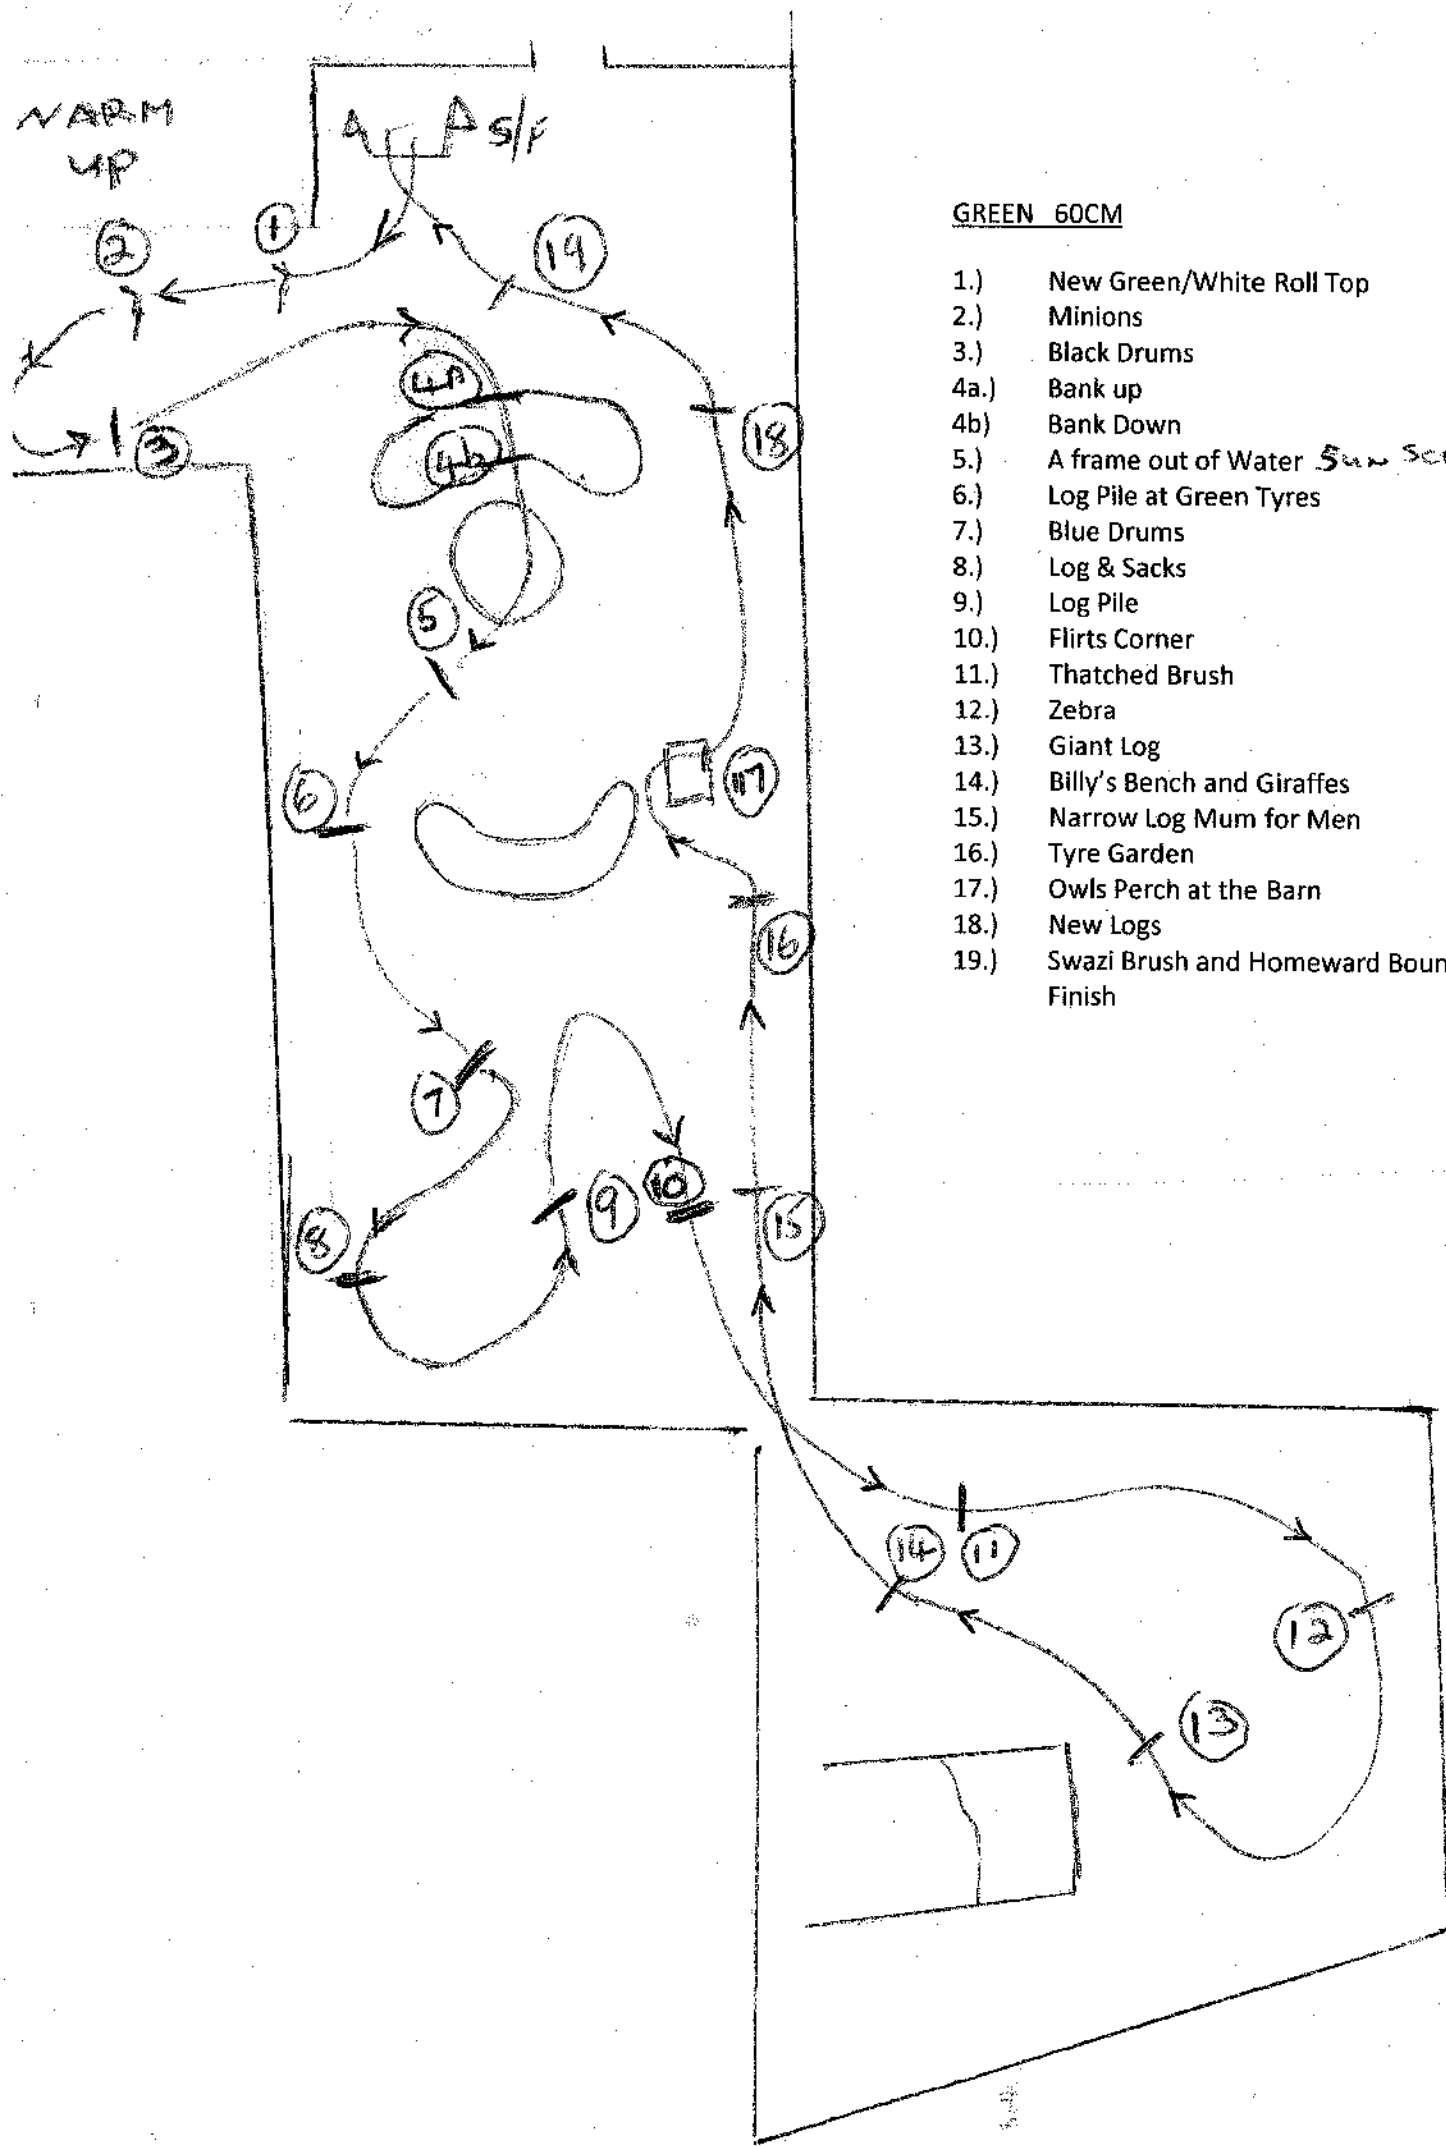 WARM
UP
S/F
1
2
19
3
4A
4b
18
5
6
17
16
7
8
9
10
15
14
11
12
13
GREEN 60CM
1.) New Green/White Roll Top
2.) Minions
3.) Black Drums
4a.) Bank up
4b) Bank Down
5.) A frame out of Water Sun
6.) Log Pile at Green Tyres
7.) Blue Drums
8.) Log & Sacks
9.) Log Pile
10.) Flirts Corner
11.) Thatched Brush
12.) Zebra
13.) Giant Log
14.) Billy's Bench and Giraffes
15.) Narrow Log Mum for Men
16.) Tyre Garden
17.) Owls Perch at the Barn
18.) New Logs
19.) Swazi Brush and Homeward Boun
Finish